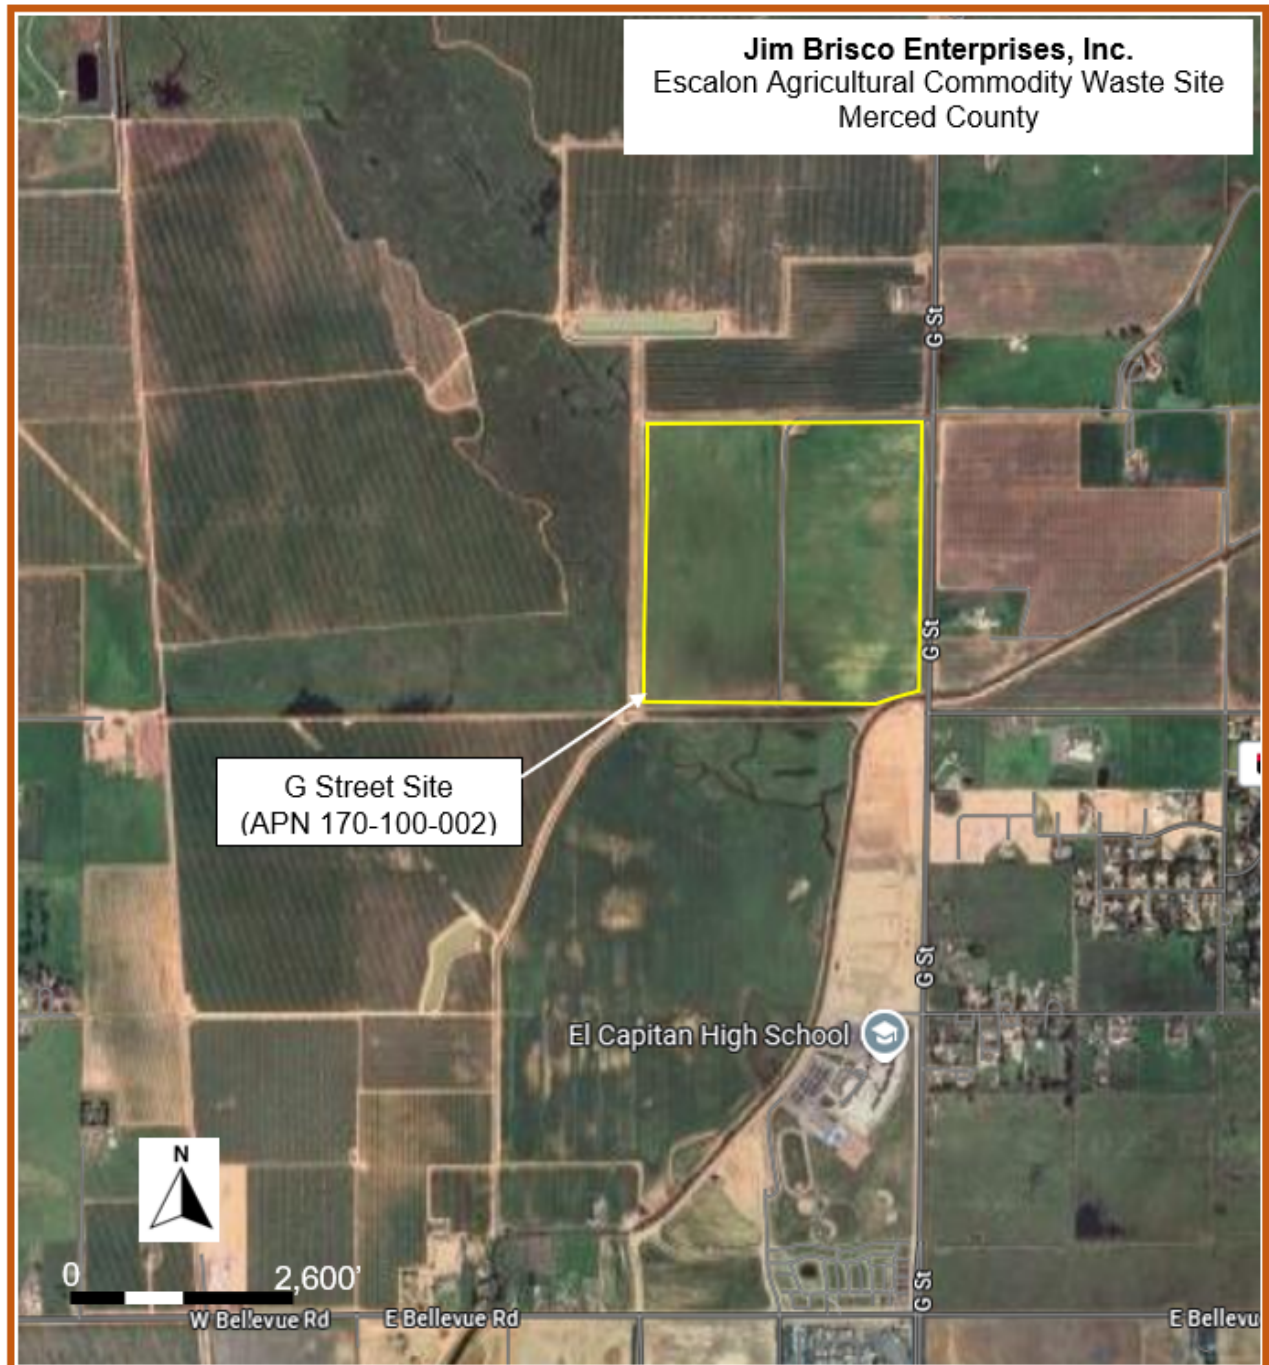 Jim Brisco Enterprises, Inc.
Escalon Agricultural Commodity Waste Site
Merced County
G St
G St
G Street Site
(APN 170-100-002)
G St
El Capitan High School
N
0 2,600’
G St
W Bellevue Rd E Bellevue Rd E Bellevu